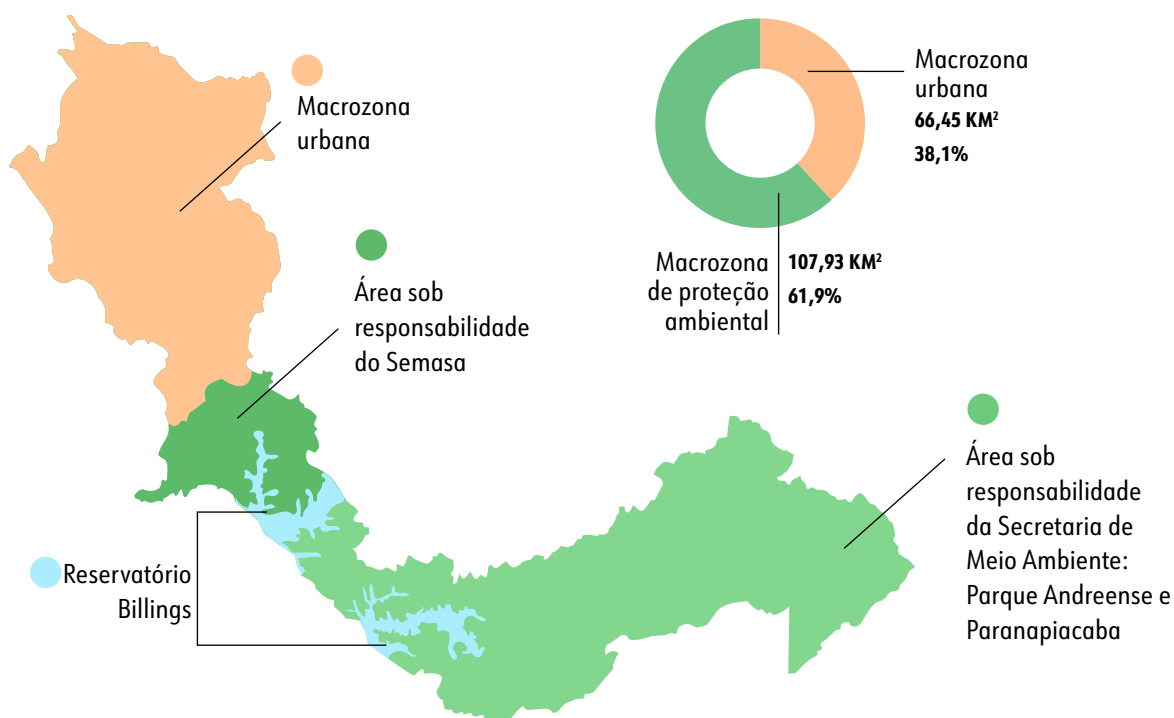 Macrozona
urbana
Macrozona
urbana
66,45 KM²
38,1%
Macrozona
de proteção
ambiental
107,93 KM²
61,9%
Área sob
responsabilidade
do Semasa
Área sob
responsabilidade
da Secretaria de
Meio Ambiente:
Parque Andreense e
Paranapiacaba
Reservatório
Billings